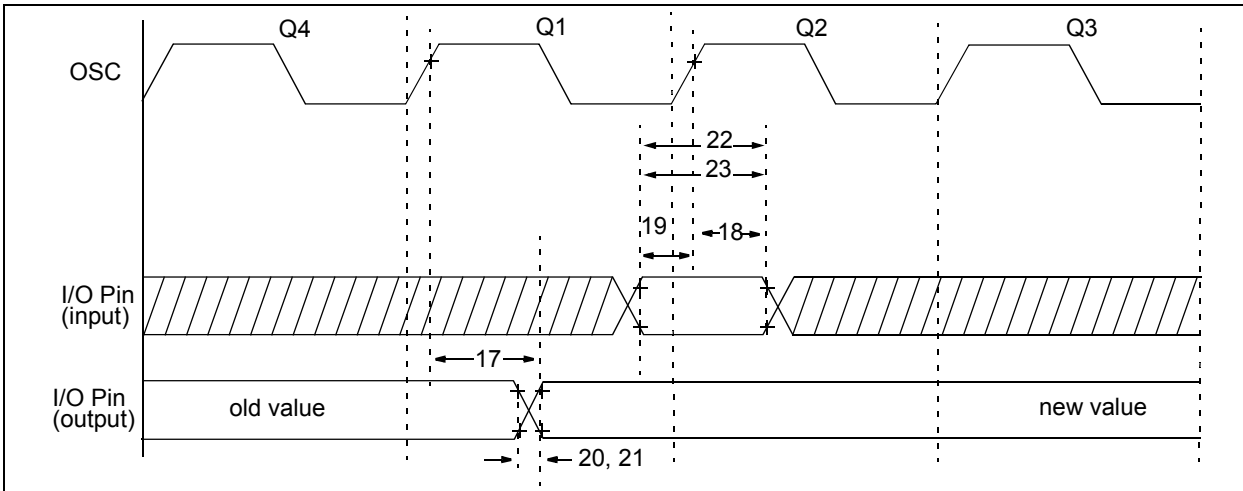 Q4 Q1 Q2 Q3
OSC
22
23
19
18
I/O Pin
(input)
17
I/O Pin
(output)
old value
new value
20, 21